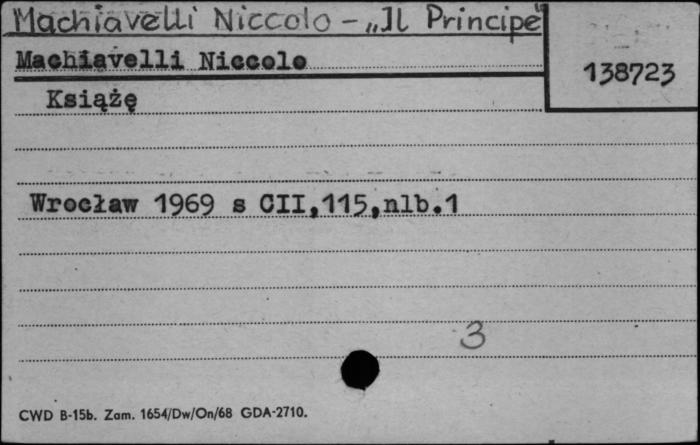 Machiavelli Niccolo - „Il Principe"
138723
Machiavelli Niccolo
Książę
Wrocław 1969 s CII,115,nlb.1
3
CWD B-15b. Zam. 1654/Dw/On/68 GDA-2710.